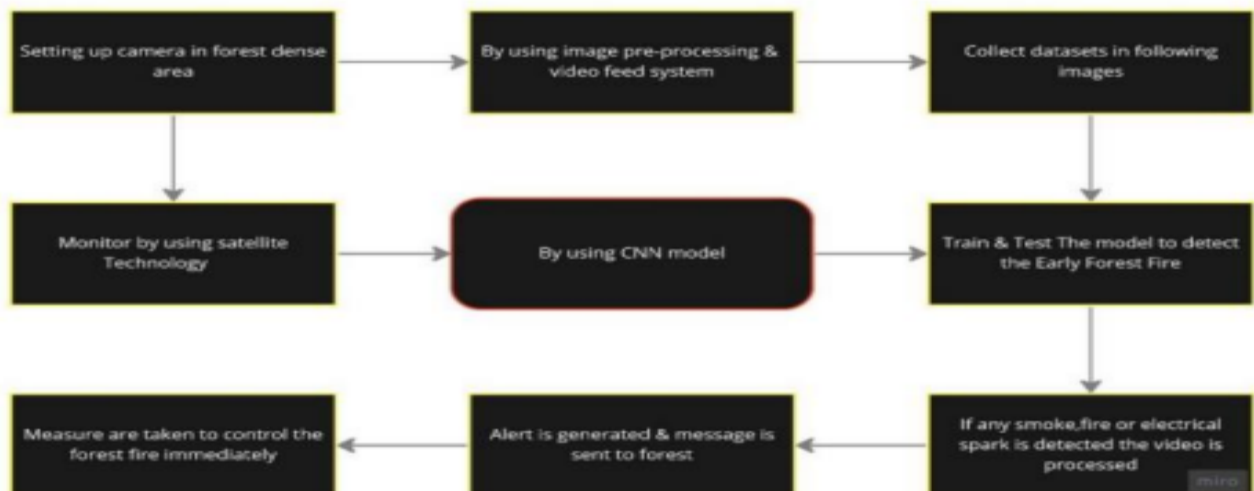 Setting up camera in forest dense
area
By using image pre-processing &
video feed system
Collect datasets in following
images
Monitor by using satellite
Technology
By using CNN model
Train & Test The model to detect
the Early Forest Fire
Measure are taken to control the
forest fire immediately
Alert is generated & message is
sent to forest
If any smoke,fire or electrical
spark is detected the video is
processed
miro